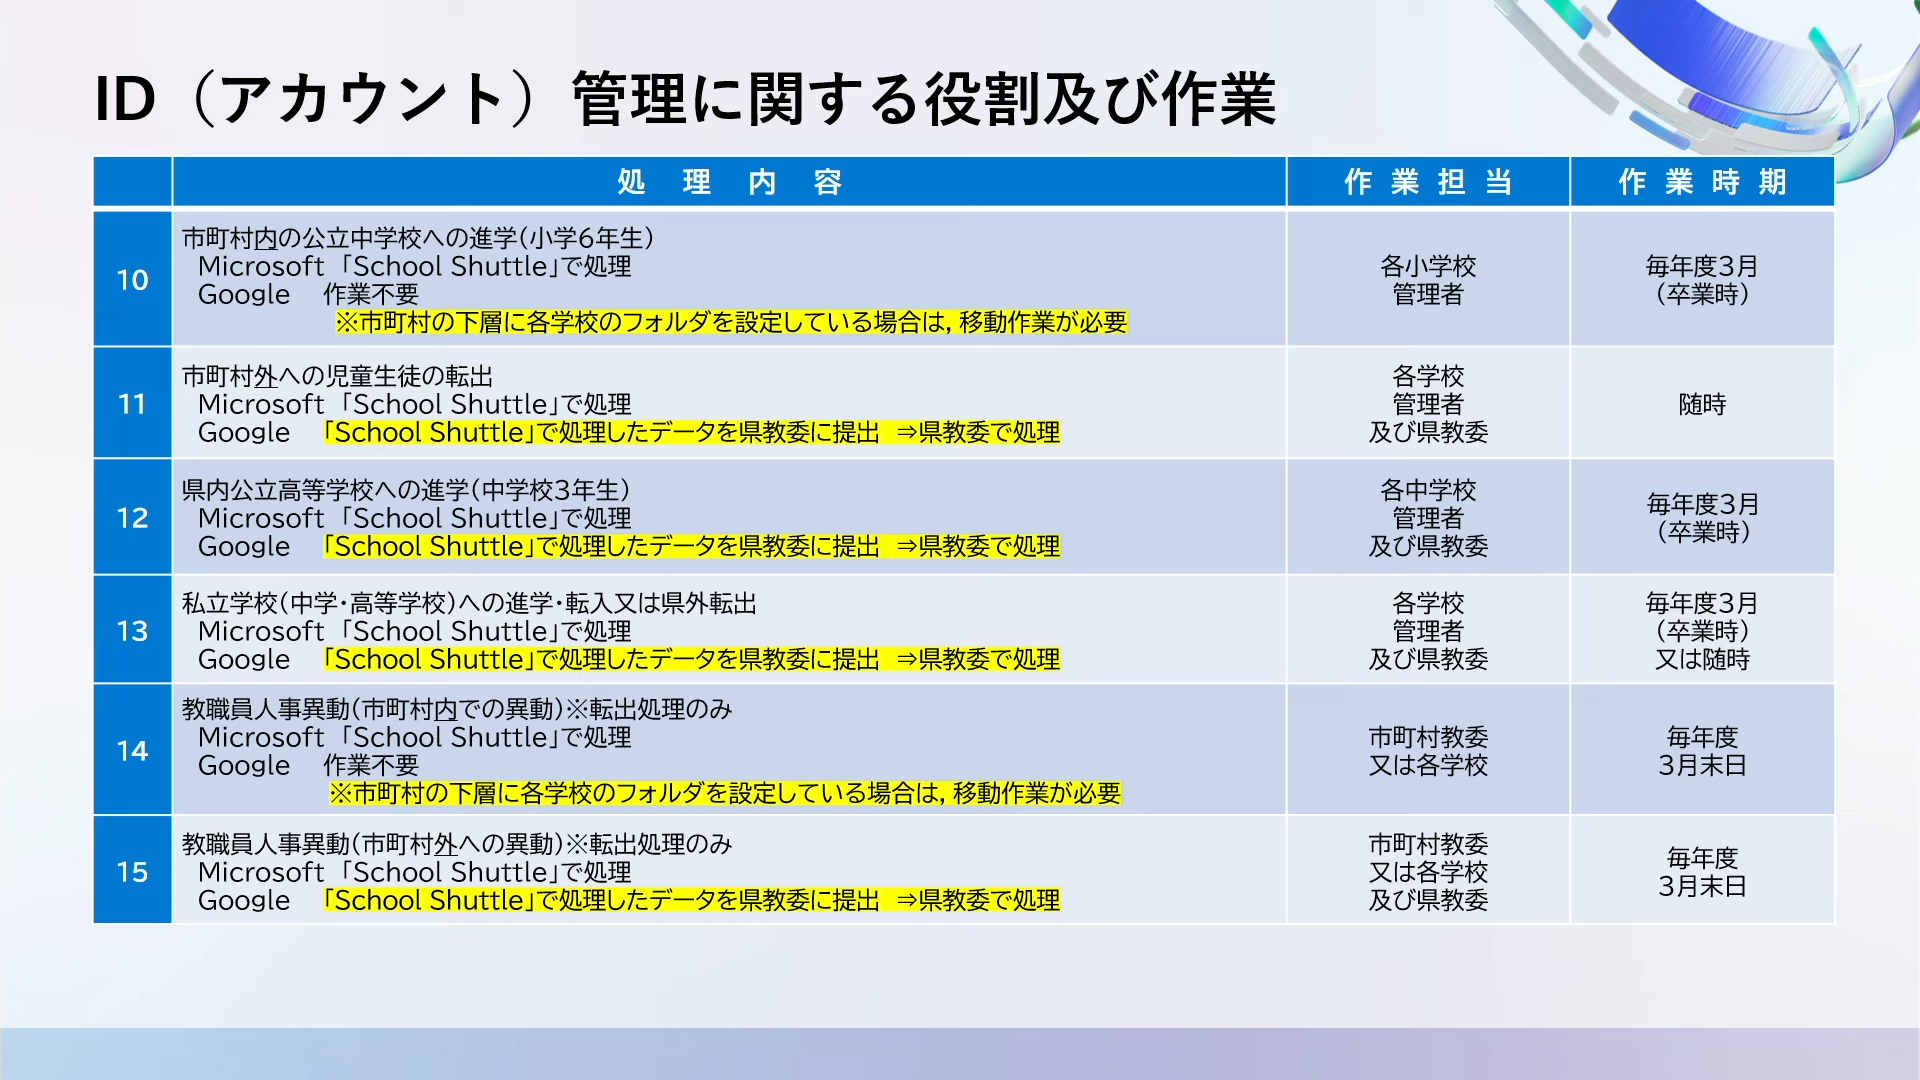 ID（アカウント）管理に関する役割及び作業
処理内容
作業担当
作業時期
10
市町村内の公立中学校への進学（小学６年生）
Microsoft 「School Shuttle」で処理
Google 作業不要
※市町村の下層に各学校のフォルダを設定している場合は，移動作業が必要
各小学校
管理者
毎年度３月
（卒業時）
11
市町村外への児童生徒の転出
Microsoft 「School Shuttle」で処理
Google 「School Shuttle」で処理したデータを県教委に提出 ⇒県教委で処理
各学校
管理者
及び県教委
随時
12
県内公立高等学校への進学（中学校３年生）
Microsoft 「School Shuttle」で処理
Google 「School Shuttle」で処理したデータを県教委に提出 ⇒県教委で処理
各中学校
管理者
及び県教委
毎年度３月
（卒業時）
13
私立学校（中学・高等学校）への進学・転入又は県外転出
Microsoft 「School Shuttle」で処理
Google 「School Shuttle」で処理したデータを県教委に提出 ⇒県教委で処理
各学校
管理者
及び県教委
毎年度３月
（卒業時）
又は随時
14
教職員人事異動（市町村内での異動）※転出処理のみ
Microsoft 「School Shuttle」で処理
Google 作業不要
※市町村の下層に各学校のフォルダを設定している場合は，移動作業が必要
市町村教委
又は各学校
毎年度
３月末日
15
教職員人事異動（市町村外への異動）※転出処理のみ
Microsoft 「School Shuttle」で処理
Google 「School Shuttle」で処理したデータを県教委に提出 ⇒県教委で処理
市町村教委
又は各学校
及び県教委
毎年度
３月末日